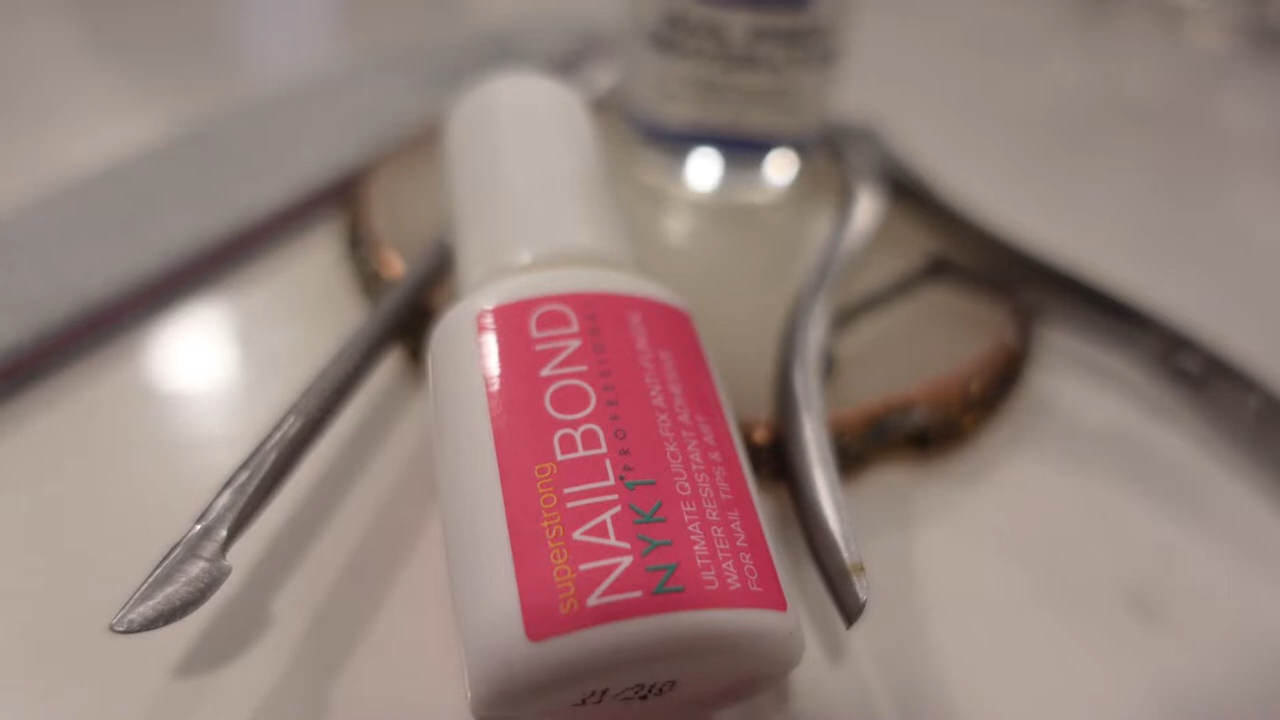 superstrong
NAILBOND
NYK1 PROFESSIONAL
ULTIMATE QUICK-FIX ANTI-FUNGAL
WATER RESISTANT ADHESIVE
FOR NAIL TIPS & ART